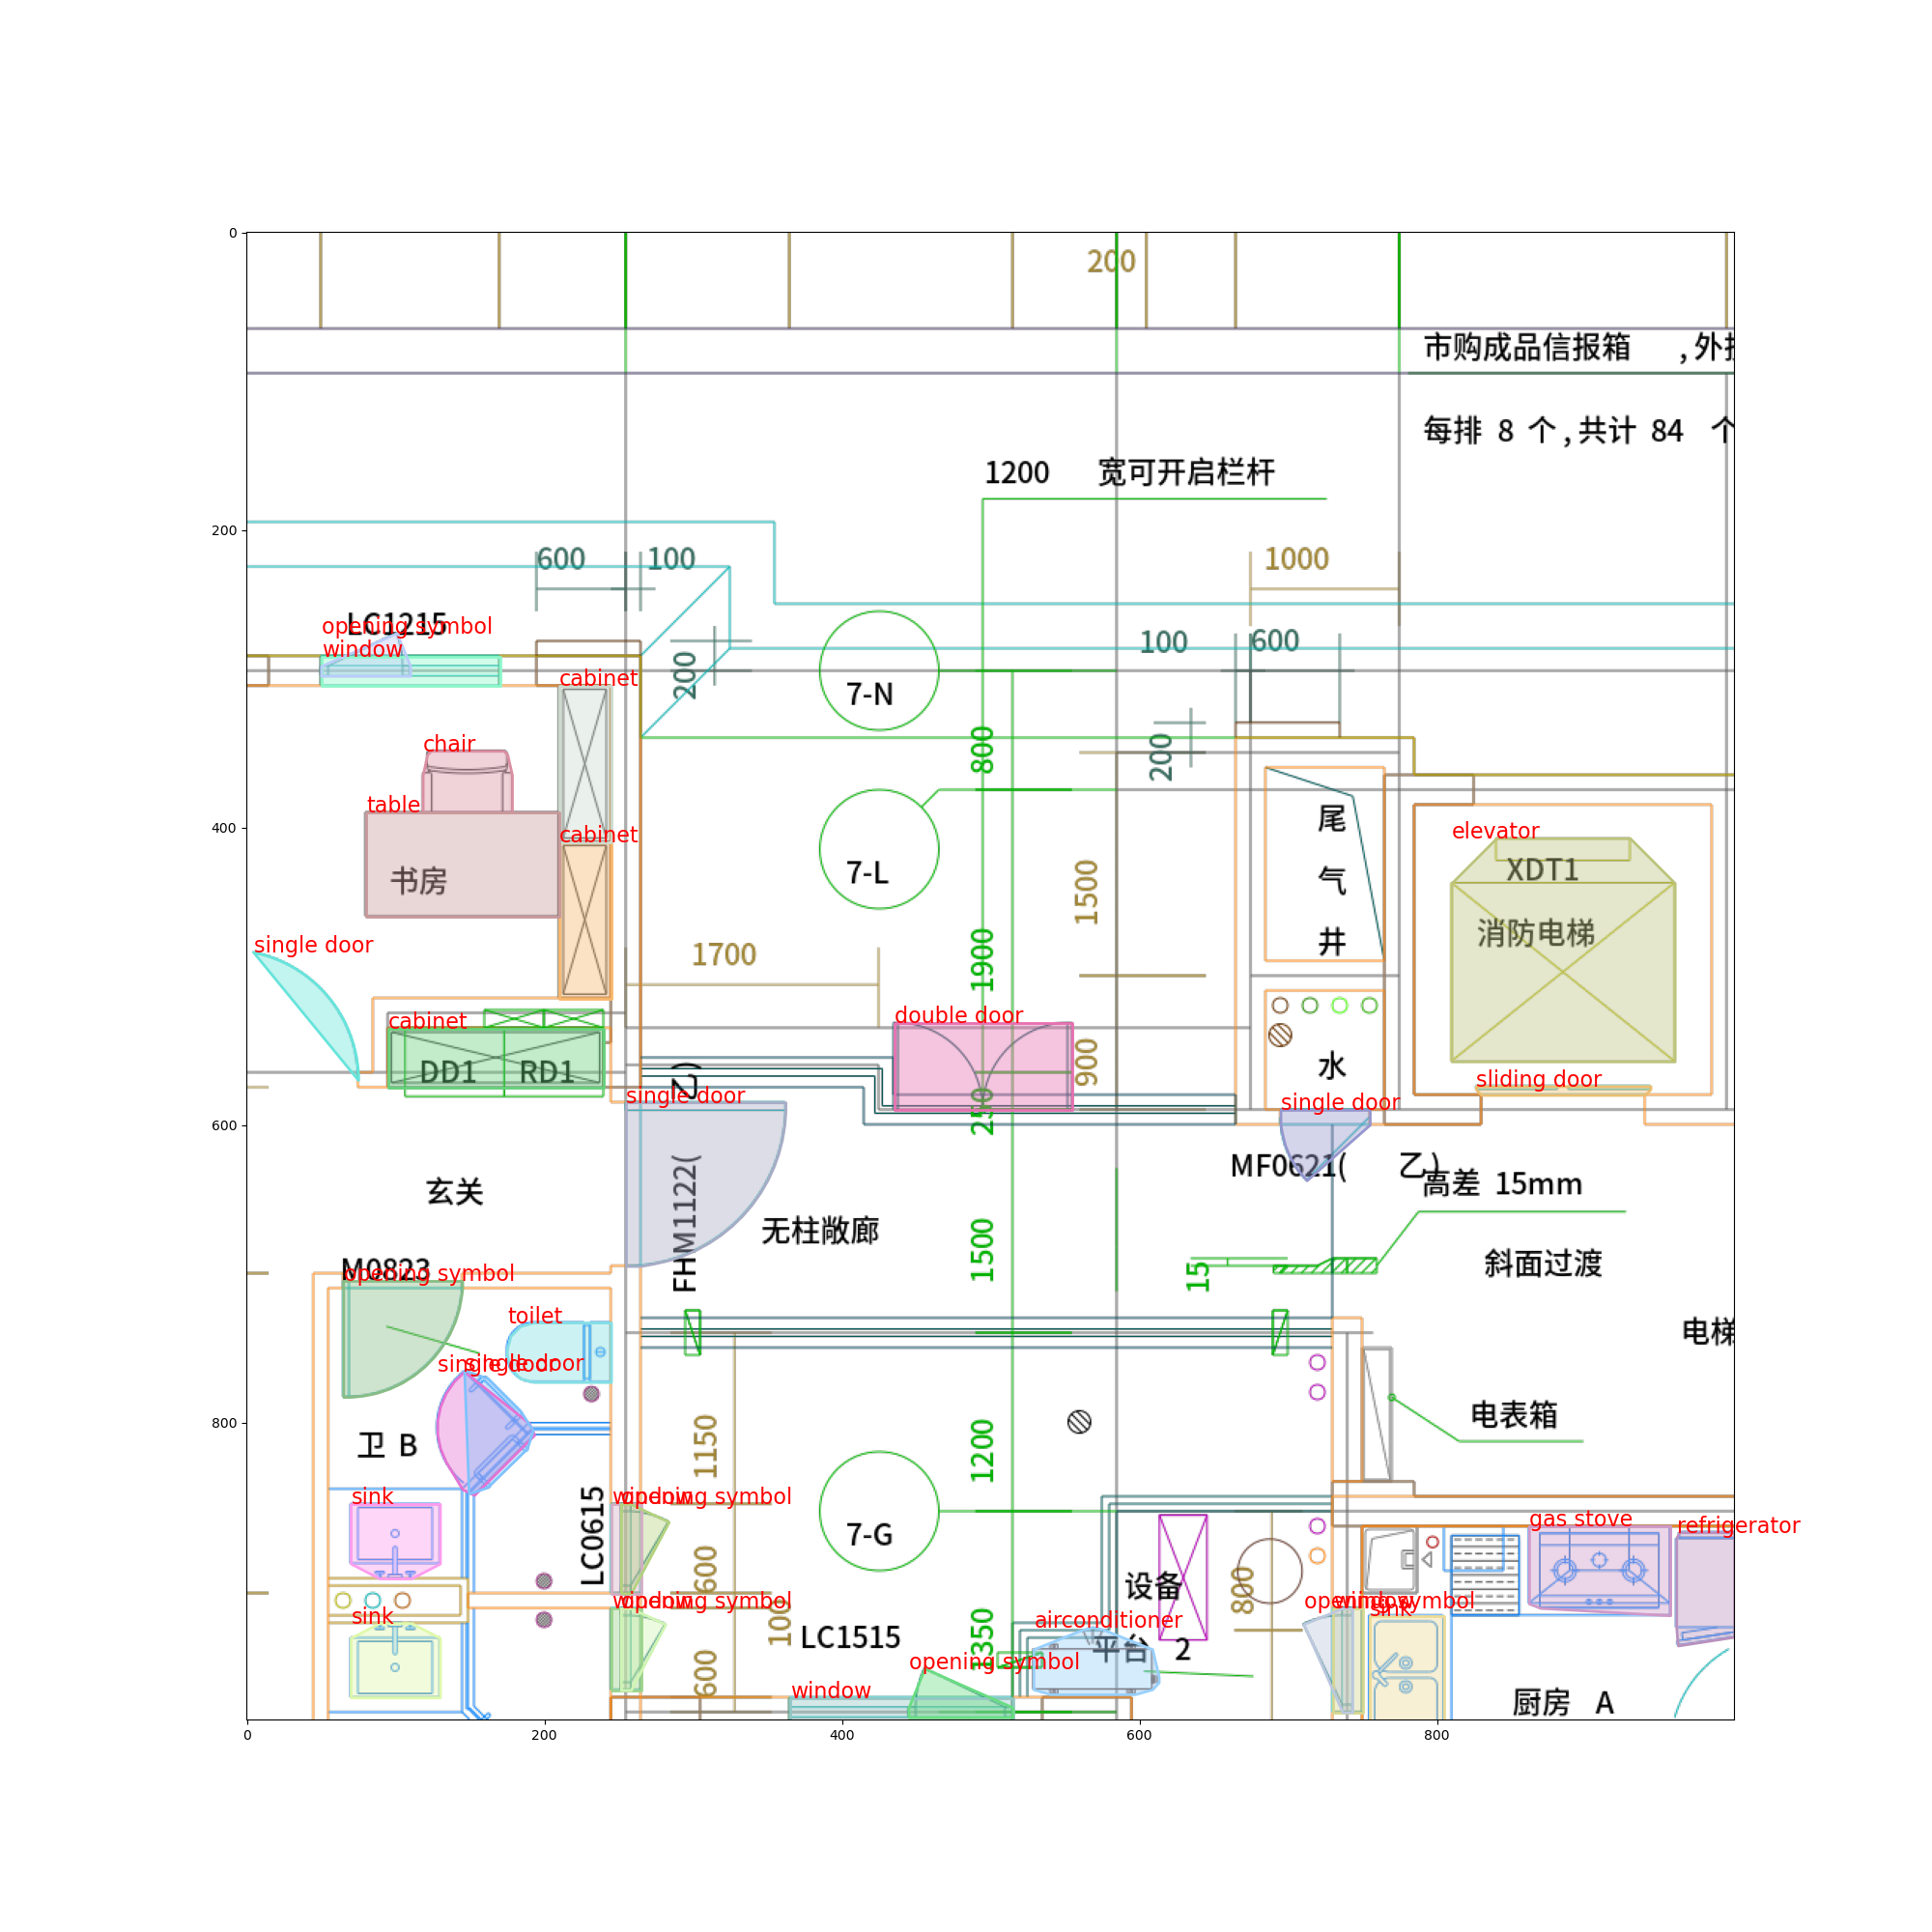 0
200
400
600
800
0
200
400
600
800
200
市购成品信报箱 ,外
每排 8 个,共计 84 个
1200 宽可开启栏杆
600
100
1000
LC1215
opening symbol
window
200
7-N
100
600
cabinet
chair
table
cabinet
书房
800
200
7-L
尾
气
井
elevator
XDT1
消防电梯
1500
single door
1700
1900
cabinet
double door
DD1
RD1
900
水
sliding door
single door
single door
250
玄关
FHM1122(
乙)
无柱敞廊
MF0621( 乙)
高差 15mm
1500
15
斜面过渡
M0823
opening symbol
toilet
single door
single door
电梯
电表箱
卫 B
1150
1200
sink
LC0615
window
opening symbol
7-G
gas stove
refrigerator
600
设备
800
window
opening symbol
100
sink
LC1515
1350
airconditioner
平台 2
opening symbol
window
sink
600
opening symbol
window
厨房 A